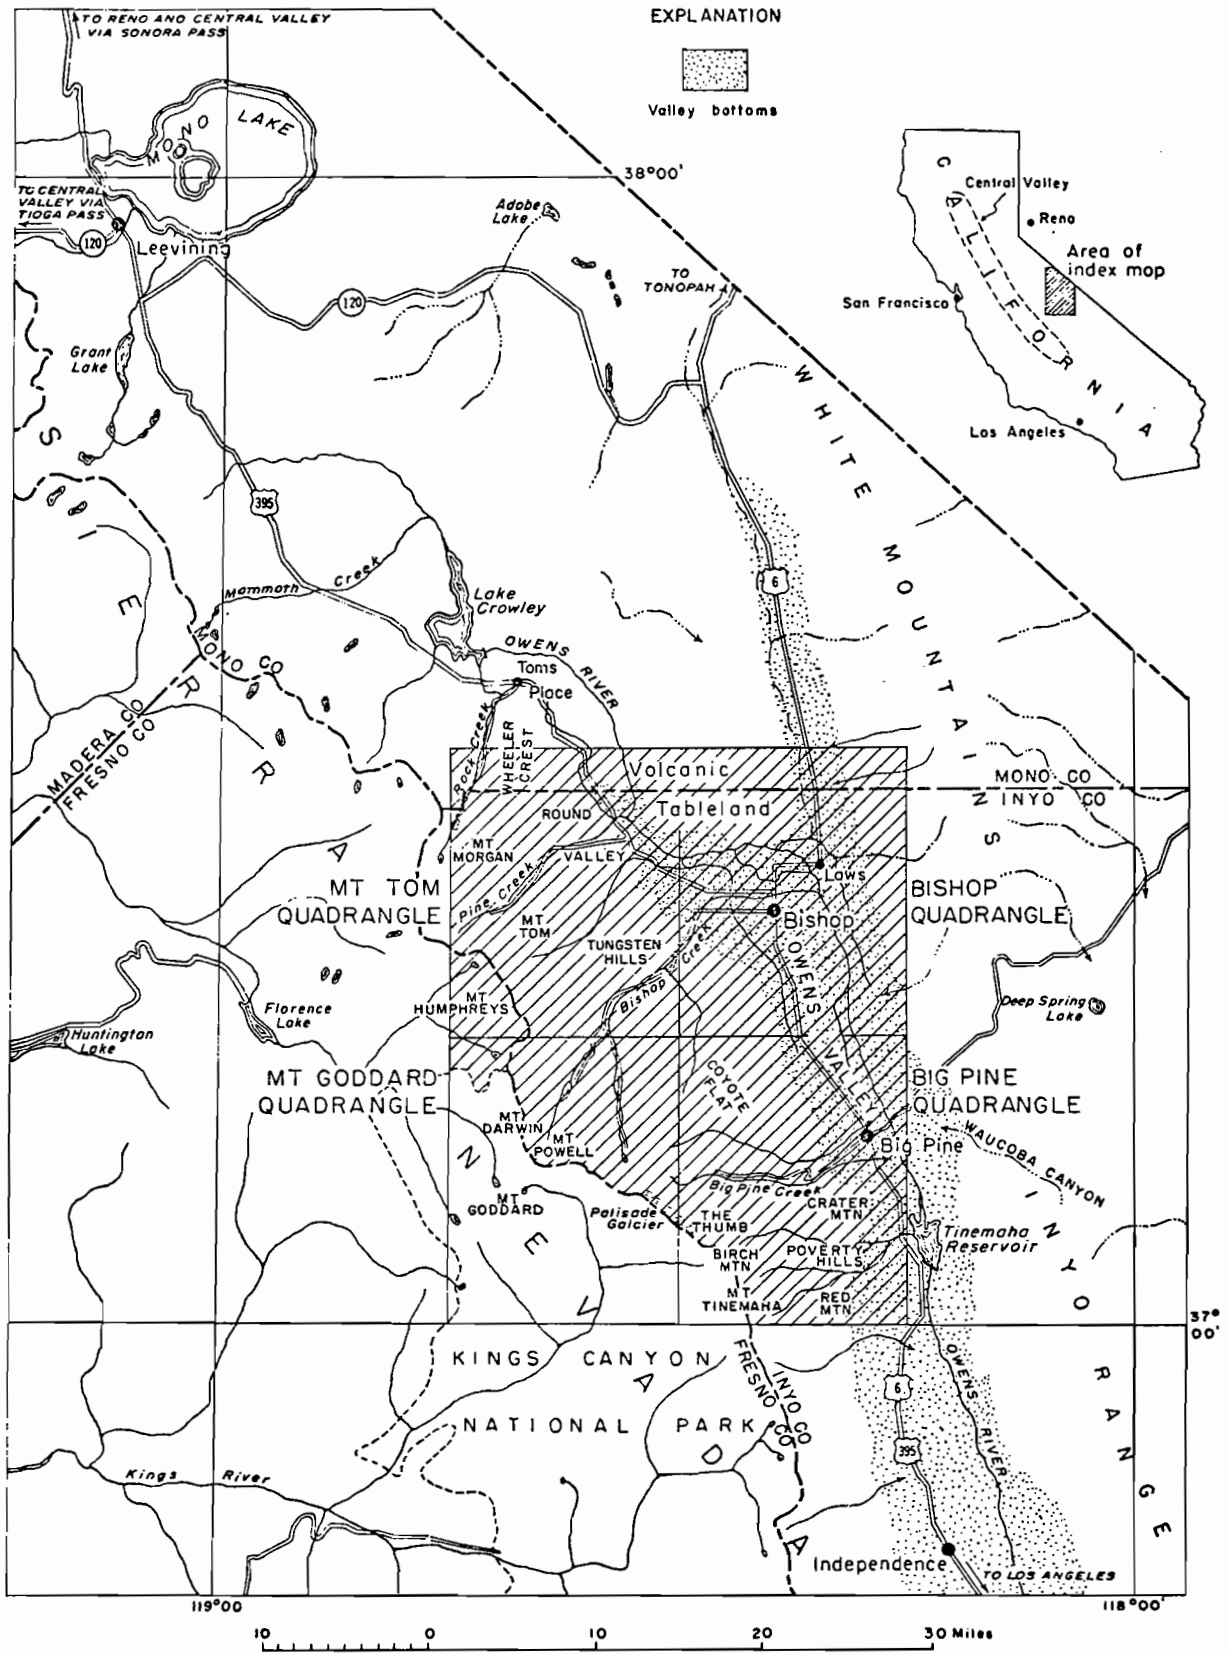 TO RENO AND CENTRAL VALLEY
VIA SONORA PASS
EXPLANATION
Valley bottoms
MONO LAKE
38°00'
TO CENTRAL
VALLEY VIA
TIOGA PASS
120
Leevining
Adobe
Lake
TO
TONOPAH
120
Grant
Lake
CALIFORNIA
Central Valley
Reno
Area of
index map
San Francisco
Los Angeles
WHITE MOUNTAINS
SIERRA NEVADA
395
6
Mammoth Creek
Lake
Crowley
OWENS RIVER
Toms
Place
MONO CO
MADERA CO
FRESNO CO
Rock Creek
WHEELER
CREST
Volcanic
Tableland
MONO CO
INYO CO
ROUND
VALLEY
MT
MORGAN
Laws
MT TOM
QUADRANGLE
Pine Creek
MT
TOM
BISHOP
QUADRANGLE
Bishop
TUNGSTEN
HILLS
Bishop Creek
OWENS VALLEY
MT
HUMPHREYS
Florence
Lake
Huntington
Lake
Deep Spring
Lake
MT GODDARD
QUADRANGLE
COYOTE
FLAT
BIG PINE
QUADRANGLE
MT
DARWIN
MT
POWELL
Big Pine
WAUCOBA CANYON
Big Pine Creek
MT
GODDARD
Palisade
Galcier
THE
THUMB
CRATER
MTN
Tinemaha
Reservoir
BIRCH
MTN
POVERTY
HILLS
MT
TINEMAHA
RED
MTN
INYO RANGE
37°
00'
KINGS CANYON
NATIONAL PARK
FRESNO CO
INYO CO
6
395
OWENS RIVER
Kings River
Independence
TO LOS ANGELES
119°00
118°00'
10 0 10 20 30 Miles